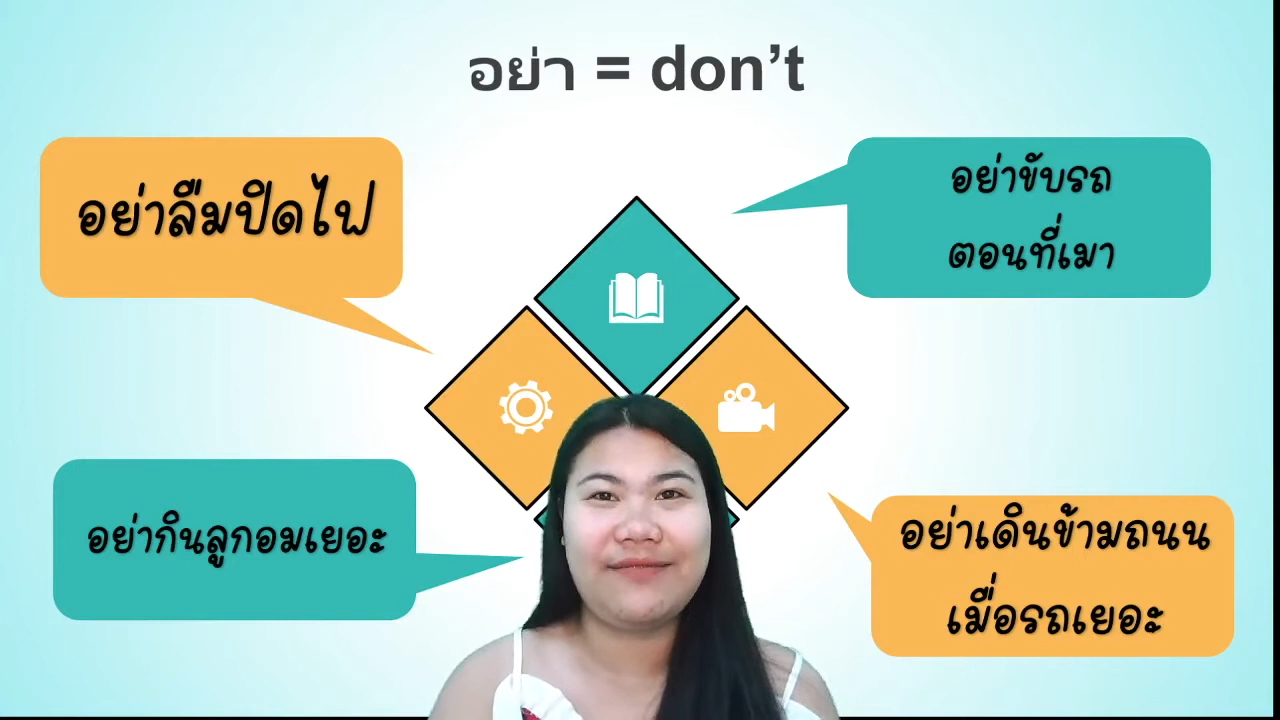 อย่า = don’t
อย่าลืมปิดไฟ
อย่าขับรถ
ตอนที่เมา
อย่ากินลูกอมเยอะ
อย่าเดินข้ามถนน
เมื่อรถเยอะ